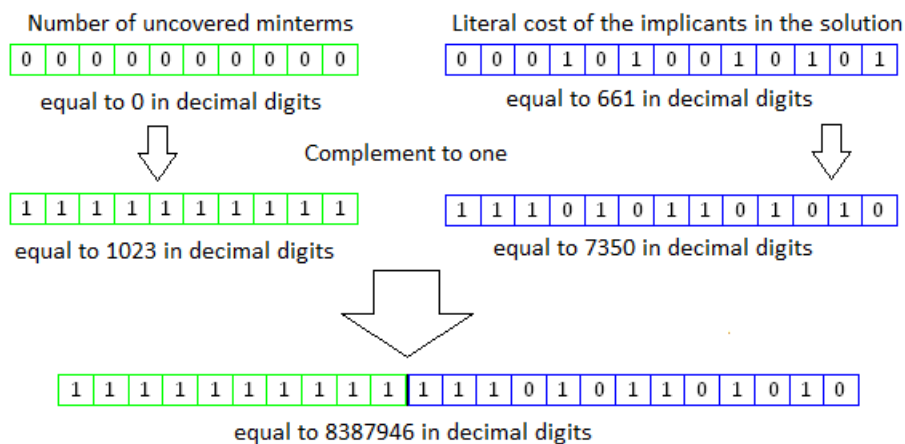 Number of uncovered minterms
Literal cost of the implicants in the solution
0 0 0 0 0 0 0 0 0 0
0 0 0 1 0 1 0 0 1 0 1 0 1
equal to 0 in decimal digits
equal to 661 in decimal digits
Complement to one
1 1 1 1 1 1 1 1 1 1
1 1 1 0 1 0 1 1 0 1 0 1 0
equal to 1023 in decimal digits
equal to 7350 in decimal digits
1 1 1 1 1 1 1 1 1 1 1 1 1 0 1 0 1 1 0 1 0 1 0
equal to 8387946 in decimal digits